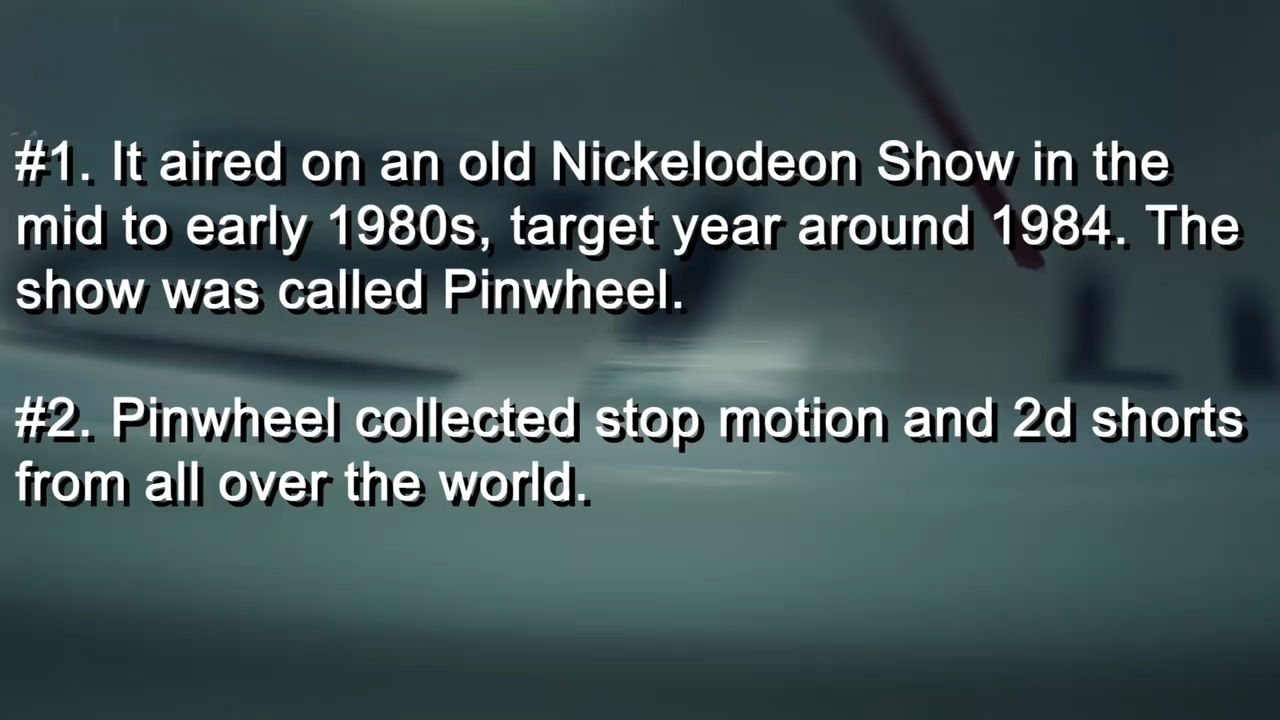 #1. It aired on an old Nickelodeon Show in the
mid to early 1980s, target year around 1984. The
show was called Pinwheel.
#2. Pinwheel collected stop motion and 2d shorts
from all over the world.